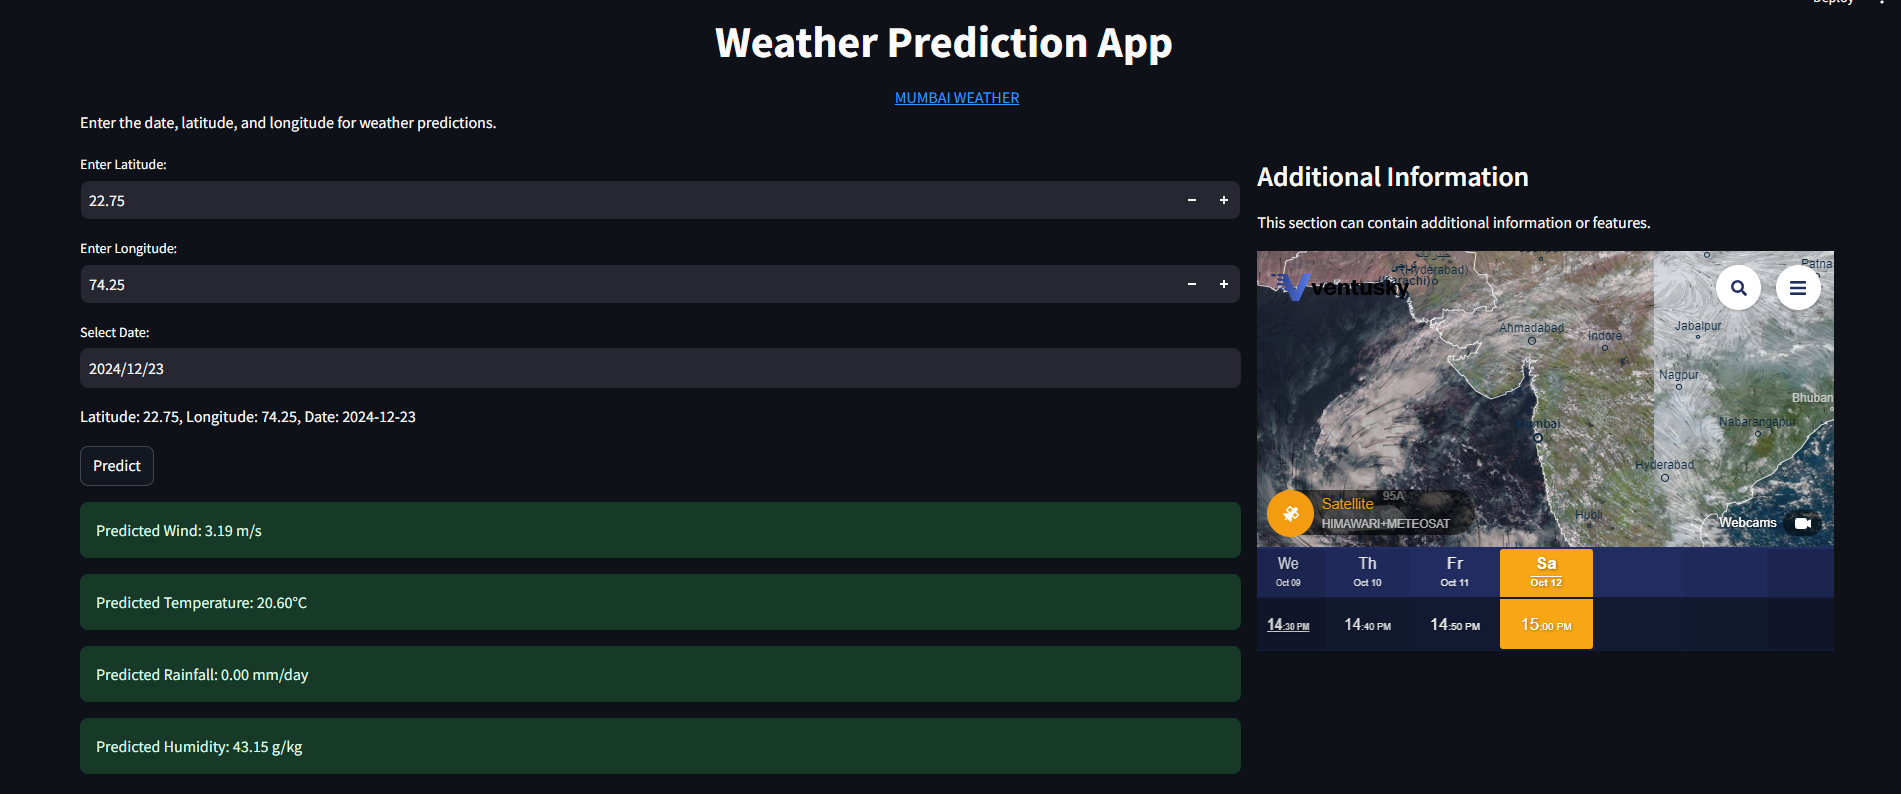 Deploy
Weather Prediction App
MUMBAI WEATHER
Enter the date, latitude, and longitude for weather predictions.
Enter Latitude:
22.75
Enter Longitude:
74.25
Select Date:
2024/12/23
Latitude: 22.75, Longitude: 74.25, Date: 2024-12-23
Predict
Predicted Wind: 3.19 m/s
Predicted Temperature: 20.60°C
Predicted Rainfall: 0.00 mm/day
Predicted Humidity: 43.15 g/kg
Additional Information
This section can contain additional information or features.
ventusky
(Hyderabad)
(Karachi)
Patna
Ahmadabad
Indore
Jabalpur
Nagpur
Bhuban
Mumbai
Nabarangapur
Hyderabad
Hubli
95A
Satellite
HIMAWARI+METEOSAT
Webcams
We Th Fr Sa
Oct 09 Oct 10 Oct 11 Oct 12
14:30 PM 14:40 PM 14:50 PM 15:00 PM